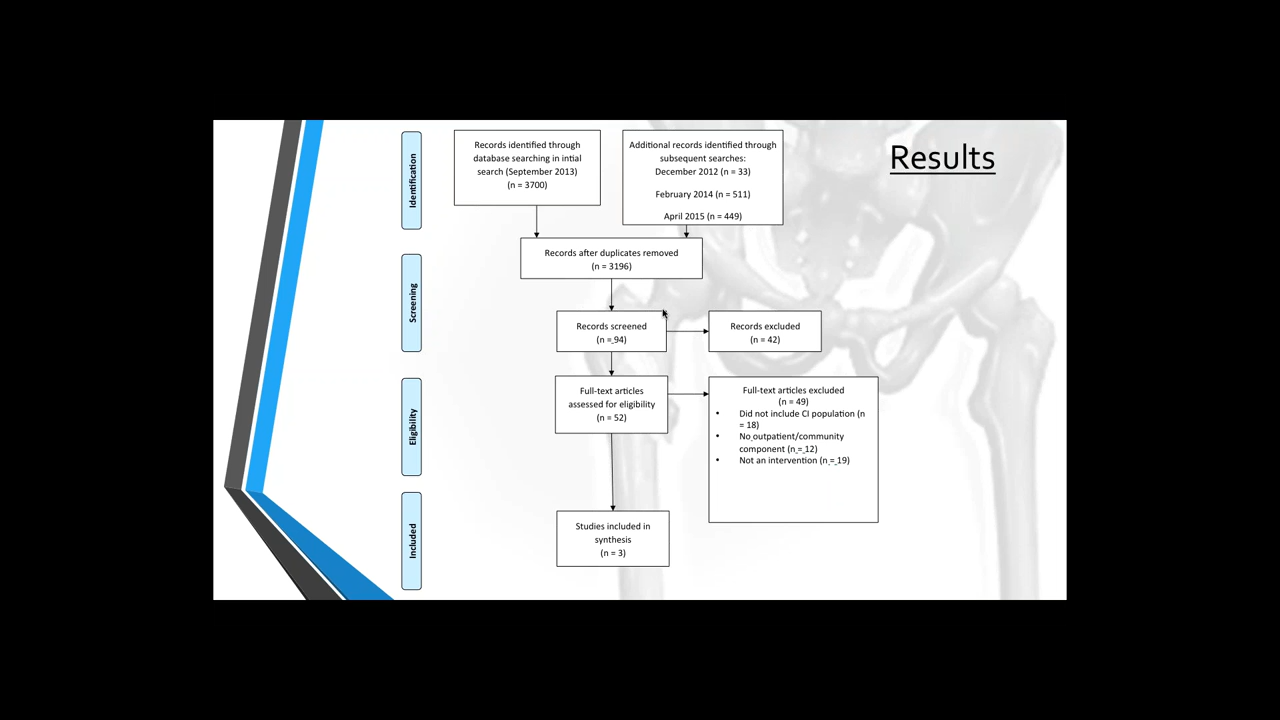 Results
Identification
Records identified through
database searching in intial
search (September 2013)
(n = 3700)
Additional records identified through
subsequent searches:
December 2012 (n = 33)
February 2014 (n = 511)
April 2015 (n = 449)
Records after duplicates removed
(n = 3196)
Screening
Records screened
(n = 94)
Records excluded
(n = 42)
Eligibility
Full-text articles
assessed for eligibility
(n = 52)
Full-text articles excluded
(n = 49)
• Did not include CI population (n
= 18)
• No outpatient/community
component (n = 12)
• Not an intervention (n = 19)
Included
Studies included in
synthesis
(n = 3)